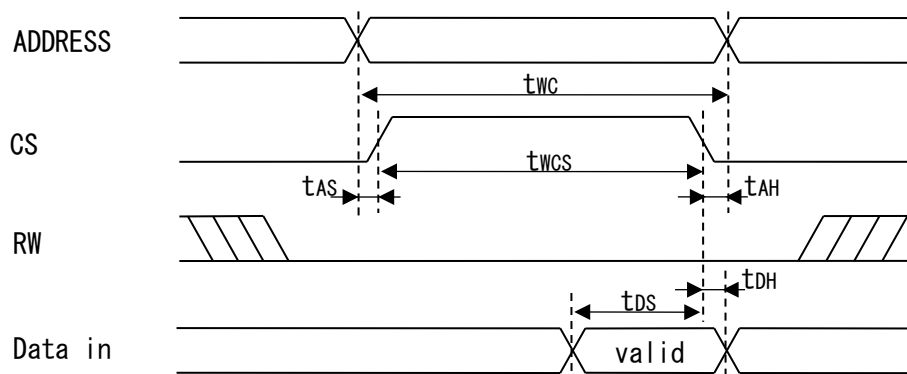 ADDRESS
tWC
CS
tWCS
tAS
tAH
RW
tDH
tDS
Data in
valid